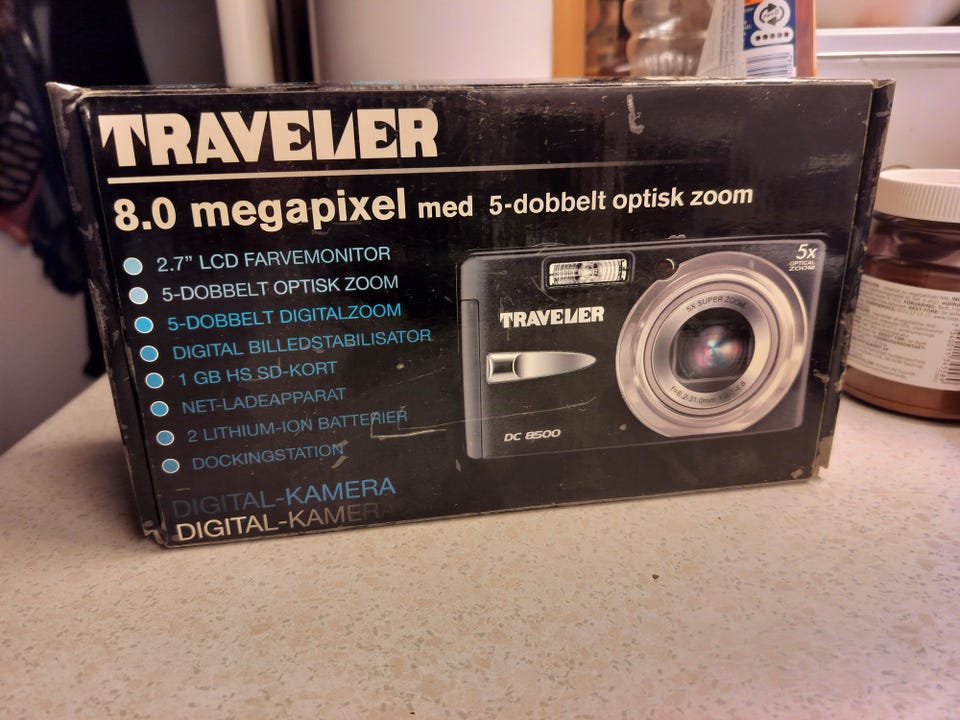 TRAVELER
8.0 megapixel med 5-dobbelt optisk zoom
2.7” LCD FARVEMONITOR
5-DOBBELT OPTISK ZOOM
5-DOBBELT DIGITALZOOM
DIGITAL BILLEDSTABILISATOR
1 GB HS SD-KORT
NET-LADEAPPARAT
2 LITHIUM-ION BATTERIER
DOCKINGSTATION
DIGITAL-KAMERA
DIGITAL-KAMERA
5x
OPTICAL
ZOOM
TRAVELER
5X SUPER ZOOM
DC 8500